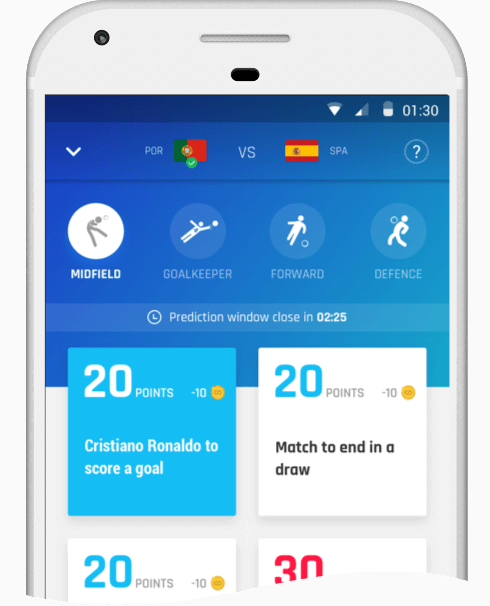 01:30
POR VS SPA ?
MIDFIELD GOALKEEPER FORWARD DEFENCE
Prediction window close in 02:25
20 POINTS -10
Cristiano Ronaldo to
score a goal
20 POINTS -10
Match to end in a
draw
20 POINTS -10
30